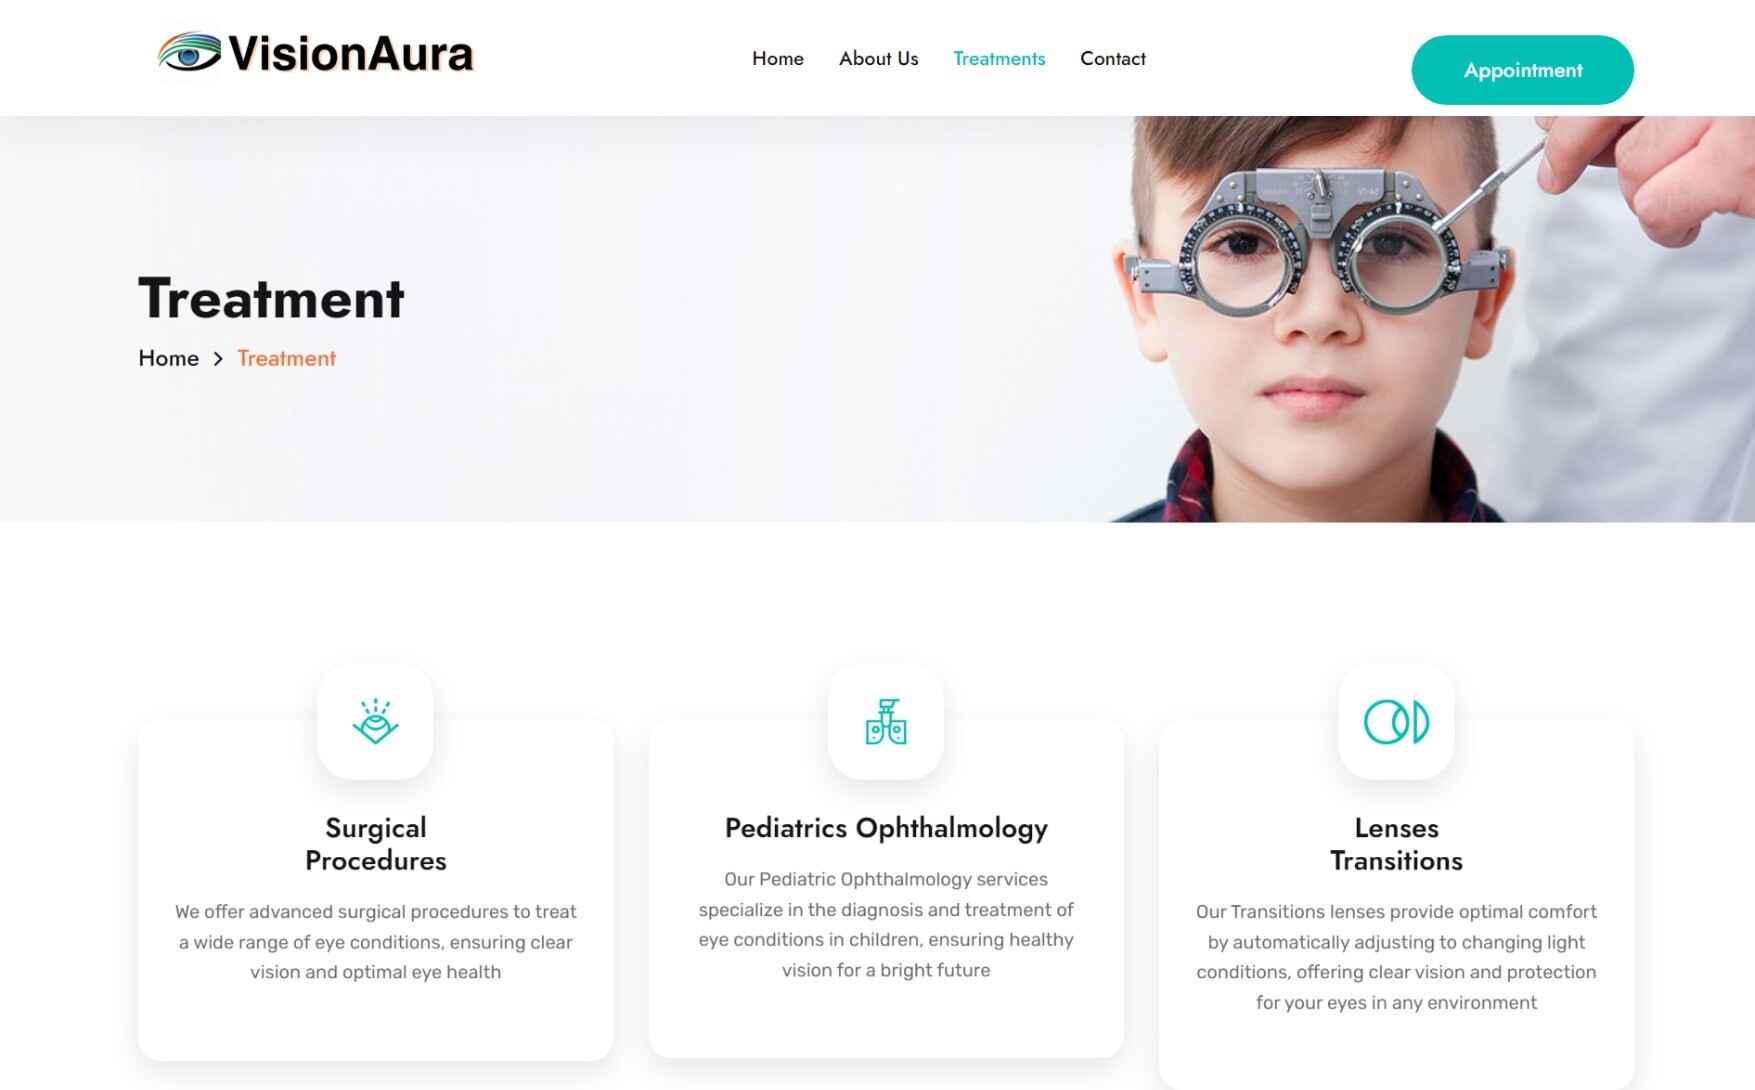 VisionAura
Home
About Us
Treatments
Contact
Appointment
Treatment
Home > Treatment
Surgical
Procedures
We offer advanced surgical procedures to treat
a wide range of eye conditions, ensuring clear
vision and optimal eye health
Pediatrics Ophthalmology
Our Pediatric Ophthalmology services
specialize in the diagnosis and treatment of
eye conditions in children, ensuring healthy
vision for a bright future
Lenses
Transitions
Our Transitions lenses provide optimal comfort
by automatically adjusting to changing light
conditions, offering clear vision and protection
for your eyes in any environment